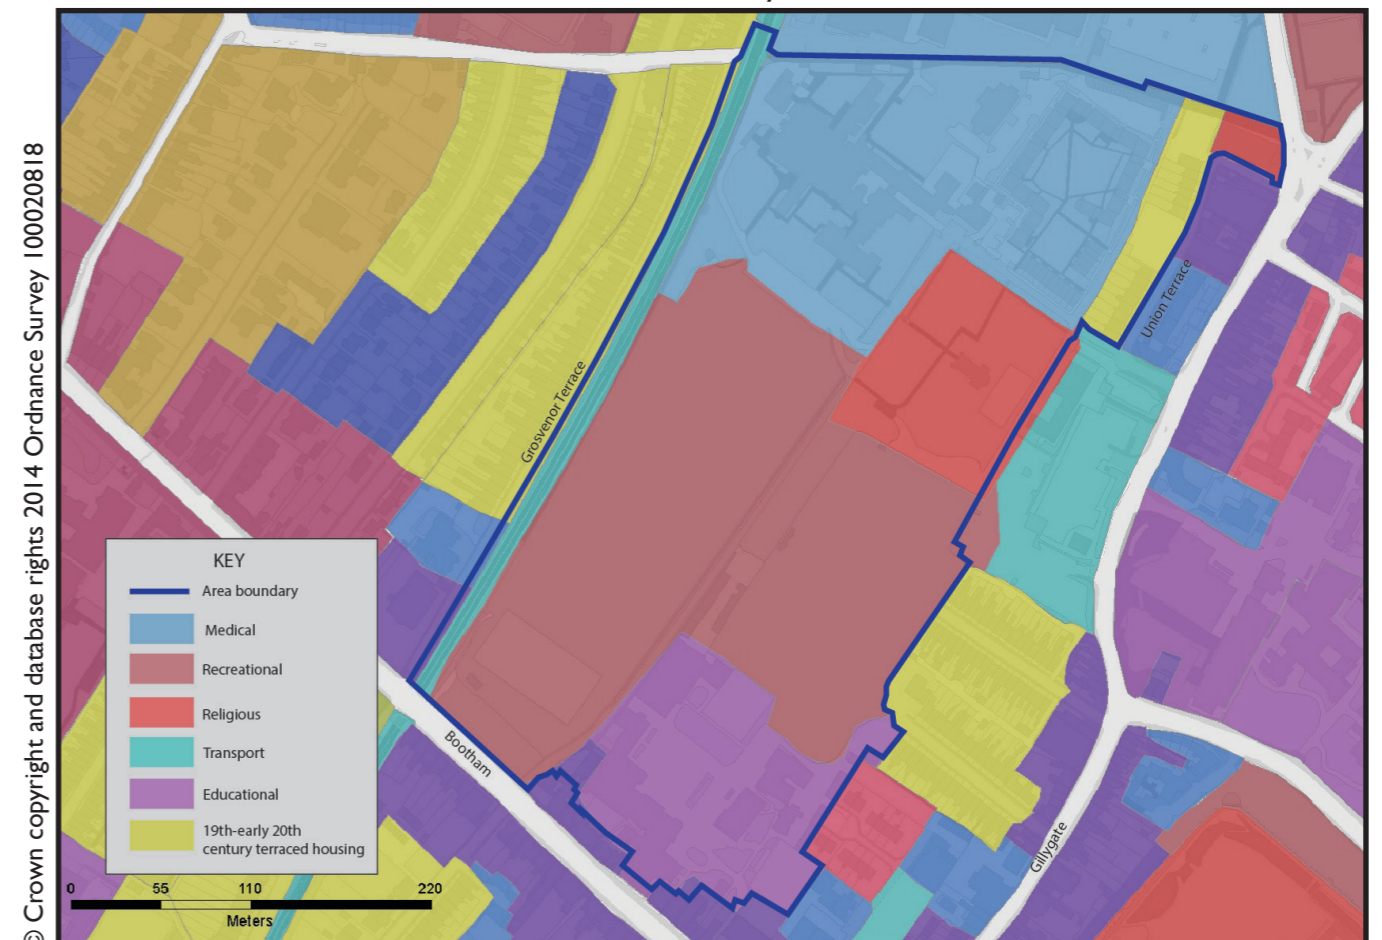 © Crown copyright and database rights 2014 Ordnance Survey 100020818
Grosvenor Terrace
Union Terrace
Bootham
Gillygate
KEY
Area boundary
Medical
Recreational
Religious
Transport
Educational
19th-early 20th
century terraced housing
0 55 110 220
Meters